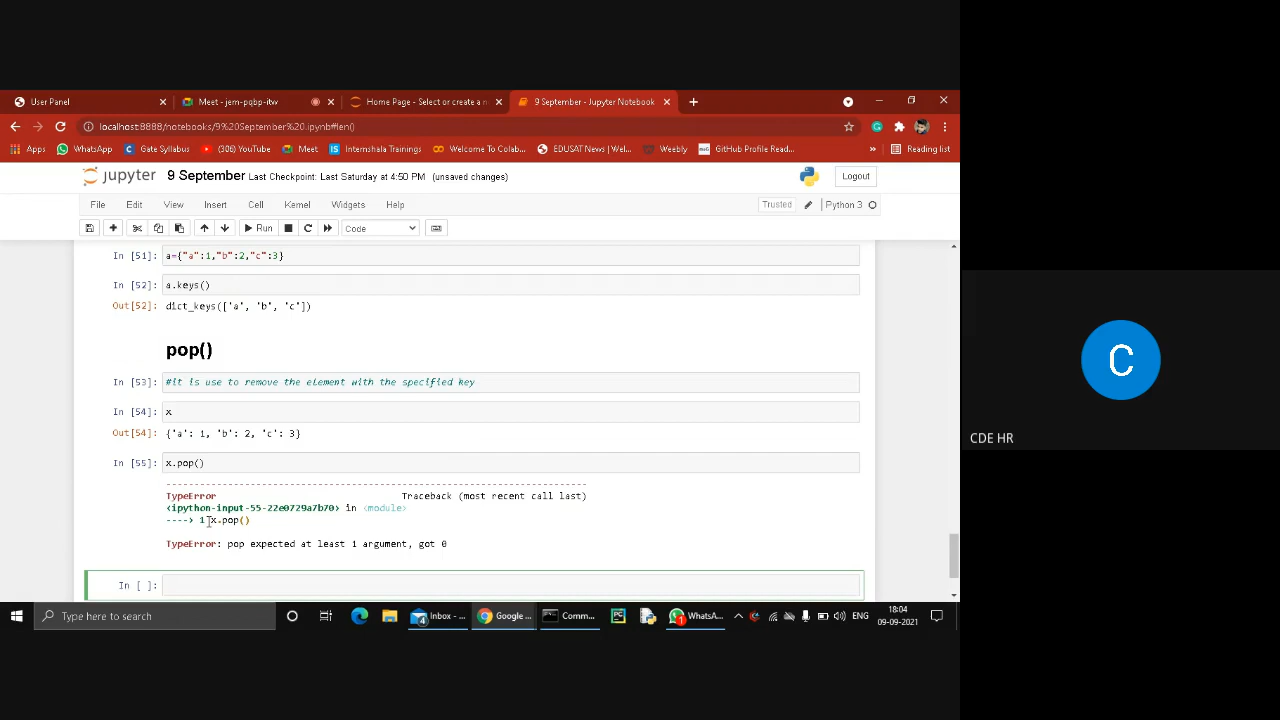 User Panel
Meet - jem-pqbp-itw
Home Page - Select or create a n
9 September - Jupyter Notebook
localhost:8888/notebooks/9%20September%20.ipynb#len()
Apps
WhatsApp
Gate Syllabus
(306) YouTube
Meet
IS Internshala Trainings
Welcome To Colab...
EDUSAT News | Wel...
Weebly
GitHub Profile Read...
»
Reading list
jupyter
9 September Last Checkpoint: Last Saturday at 4:50 PM (unsaved changes)
Logout
File
Edit
View
Insert
Cell
Kernel
Widgets
Help
Trusted
Python 3
Run
Code
In [51]: a={"a":1,"b":2,"c":3}
In [52]: a.keys()
Out[52]: dict_keys(['a', 'b', 'c'])
pop()
In [53]: #it is use to remove the element with the specified key
In [54]: x
Out[54]: {'a': 1, 'b': 2, 'c': 3}
In [55]: x.pop()
---------------------------------------------------------------------------
TypeError Traceback (most recent call last)
<ipython-input-55-22e0729a7b70> in <module>
----> 1 x.pop()
TypeError: pop expected at least 1 argument, got 0
In [ ]:
C
CDE HR
Type here to search
4
Inbox - ...
Google ...
Comm...
PC
1
WhatsA...
ENG
18:04
09-09-2021